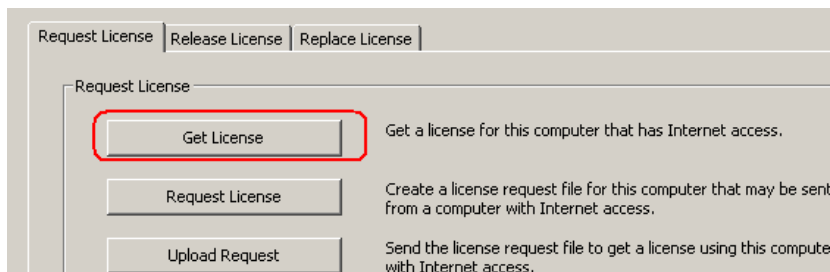 Request License Release License Replace License
Request License
Get License Get a license for this computer that has Internet access.
Request License Create a license request file for this computer that may be sent
from a computer with Internet access.
Upload Request Send the license request file to get a license using this compute
with Internet access.